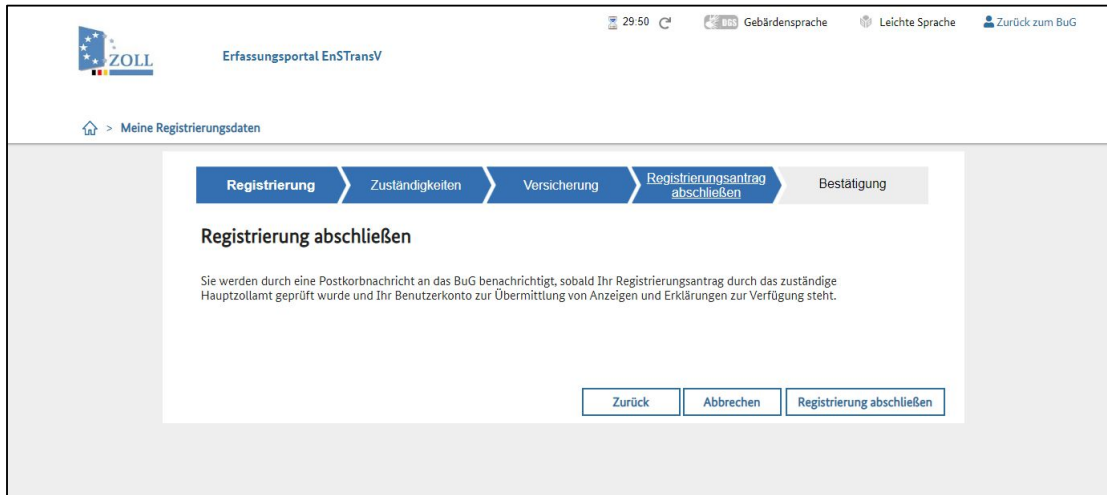 29:50 DGS Gebärdensprache Leichte Sprache Zurück zum BuG
ZOLL
Erfassungsportal EnSTransV
> Meine Registrierungsdaten
Registrierung Zuständigkeiten Versicherung Registrierungsantrag abschließen Bestätigung
Registrierung abschließen
Sie werden durch eine Postkorbnachricht an das BuG benachrichtigt, sobald Ihr Registrierungsantrag durch das zuständige
Hauptzollamt geprüft wurde und Ihr Benutzerkonto zur Übermittlung von Anzeigen und Erklärungen zur Verfügung steht.
Zurück Abbrechen Registrierung abschließen